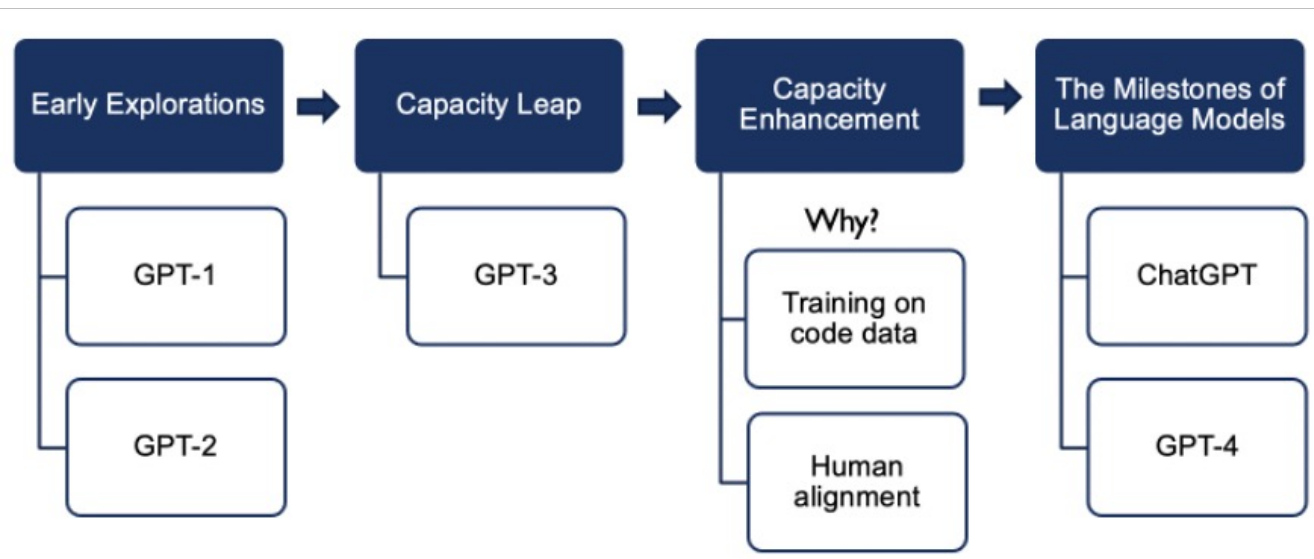 Early Explorations
GPT-1
GPT-2
Capacity Leap
GPT-3
Capacity
Enhancement
Why?
Training on
code data
Human
alignment
The Milestones of
Language Models
ChatGPT
GPT-4